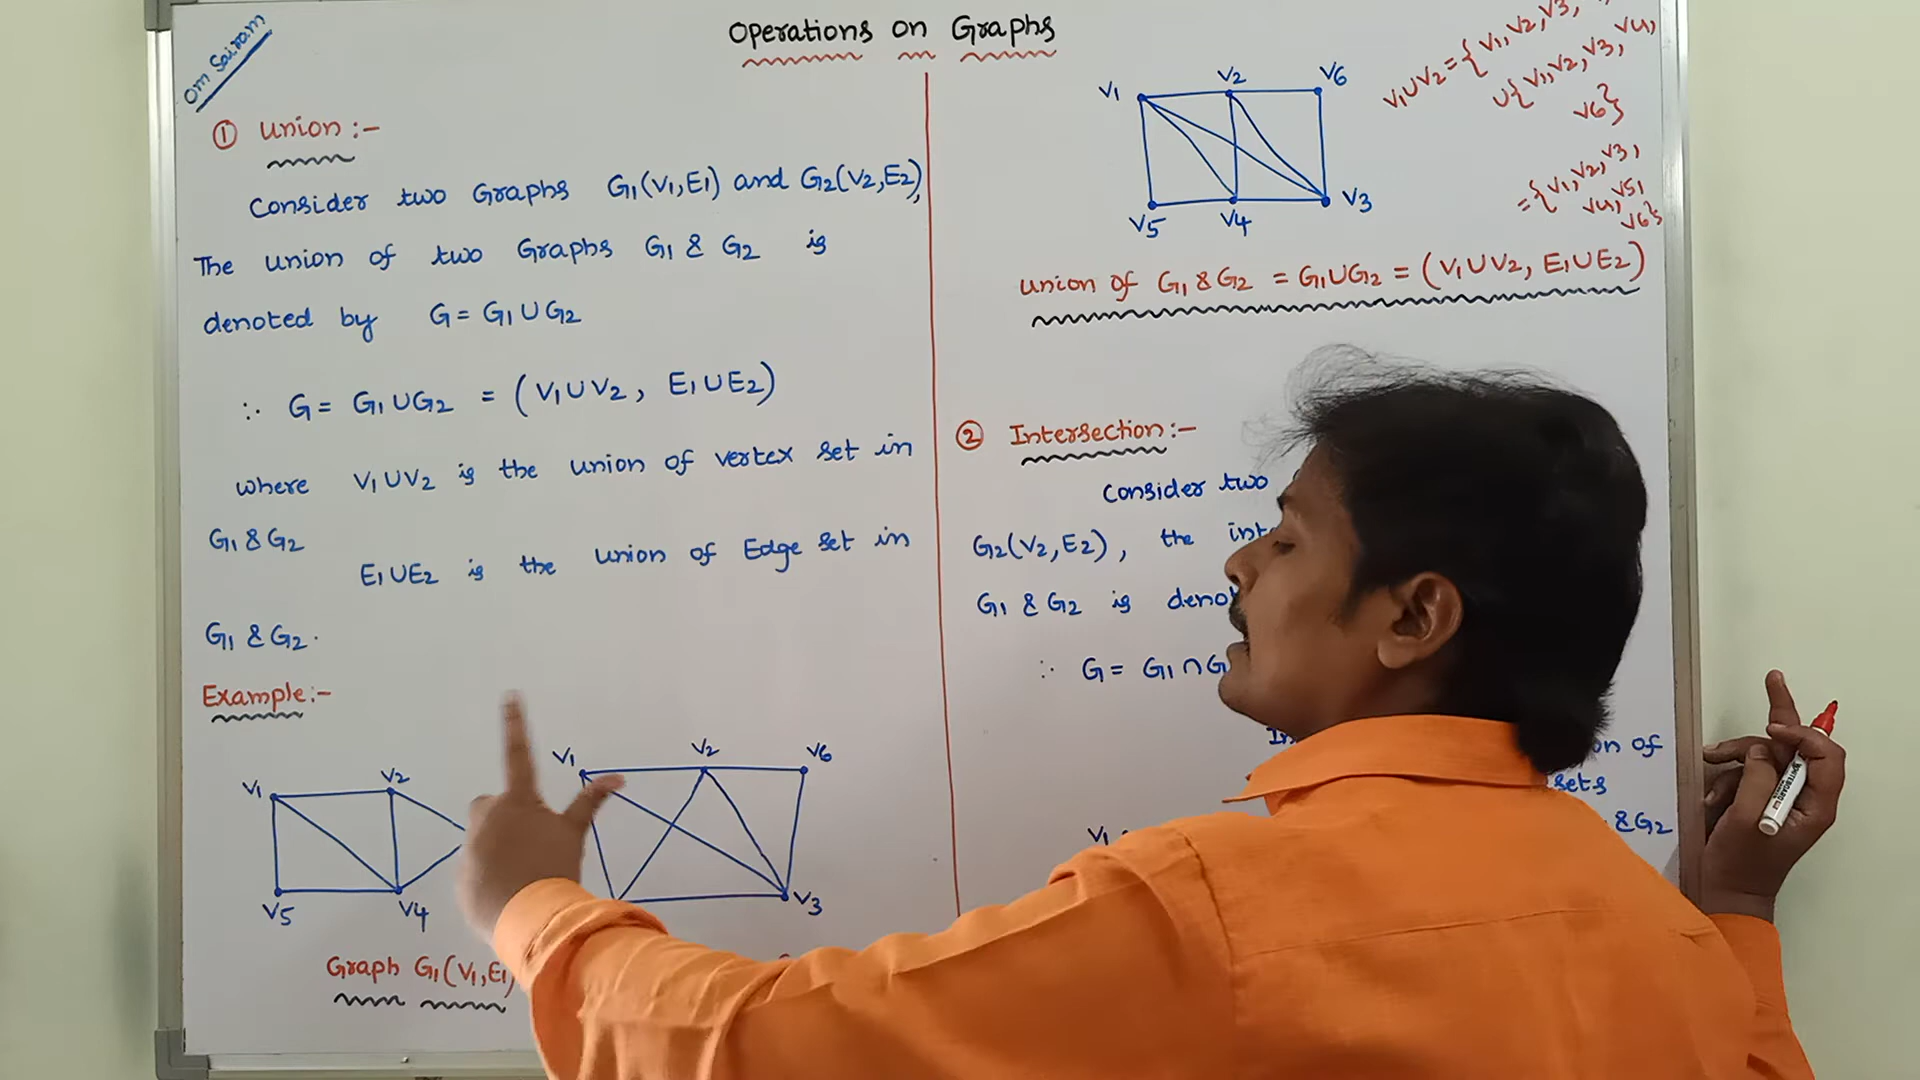 Om Sairam
Operations on Graphs
① Union :-
Consider two Graphs G1(V1,E1) and G2(V2,E2),
The union of two Graphs G1 & G2 is
denoted by G = G1 ∪ G2
∴ G = G1 ∪ G2 = (V1 ∪ V2 , E1 ∪ E2)
where V1 ∪ V2 is the union of vertex set in
G1 & G2
E1 ∪ E2 is the union of Edge set in
G1 & G2.
Example :-
V1 V2
V5 V4
Graph G1(V1,E1)
V1 V2 V6
V3
V1 V2 V6
V5 V4 V3
V1∪V2 = { V1, V2, V3,
∪{ V1, V2, V3, V4,
V6}
= { V1, V2, V3,
V4, V5,
V6}
union of G1 & G2 = G1∪G2 = (V1 ∪ V2, E1 ∪ E2)
② Intersection :-
Consider two
G2(V2,E2), the
G1 & G2 is
∴ G = G1 ∩
of
sets
& G2
V1